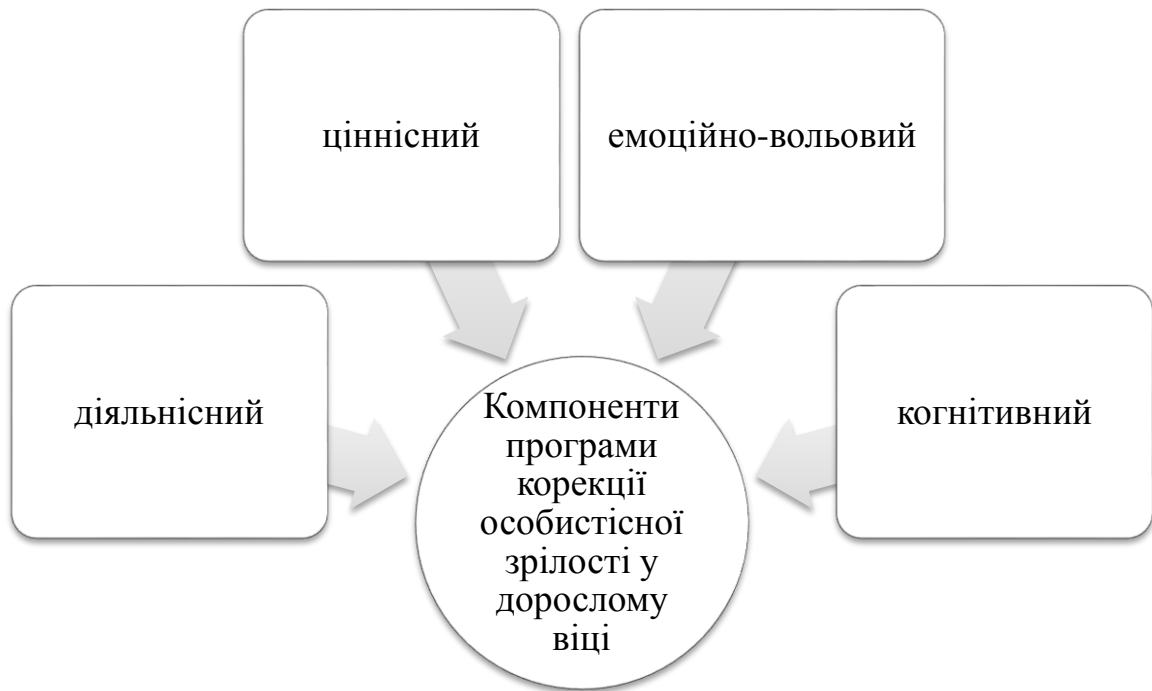 ціннісний
емоційно-вольовий
діяльнісний
когнітивний
Компоненти
програми
корекції
особистісної
зрілості у
дорослому
віці